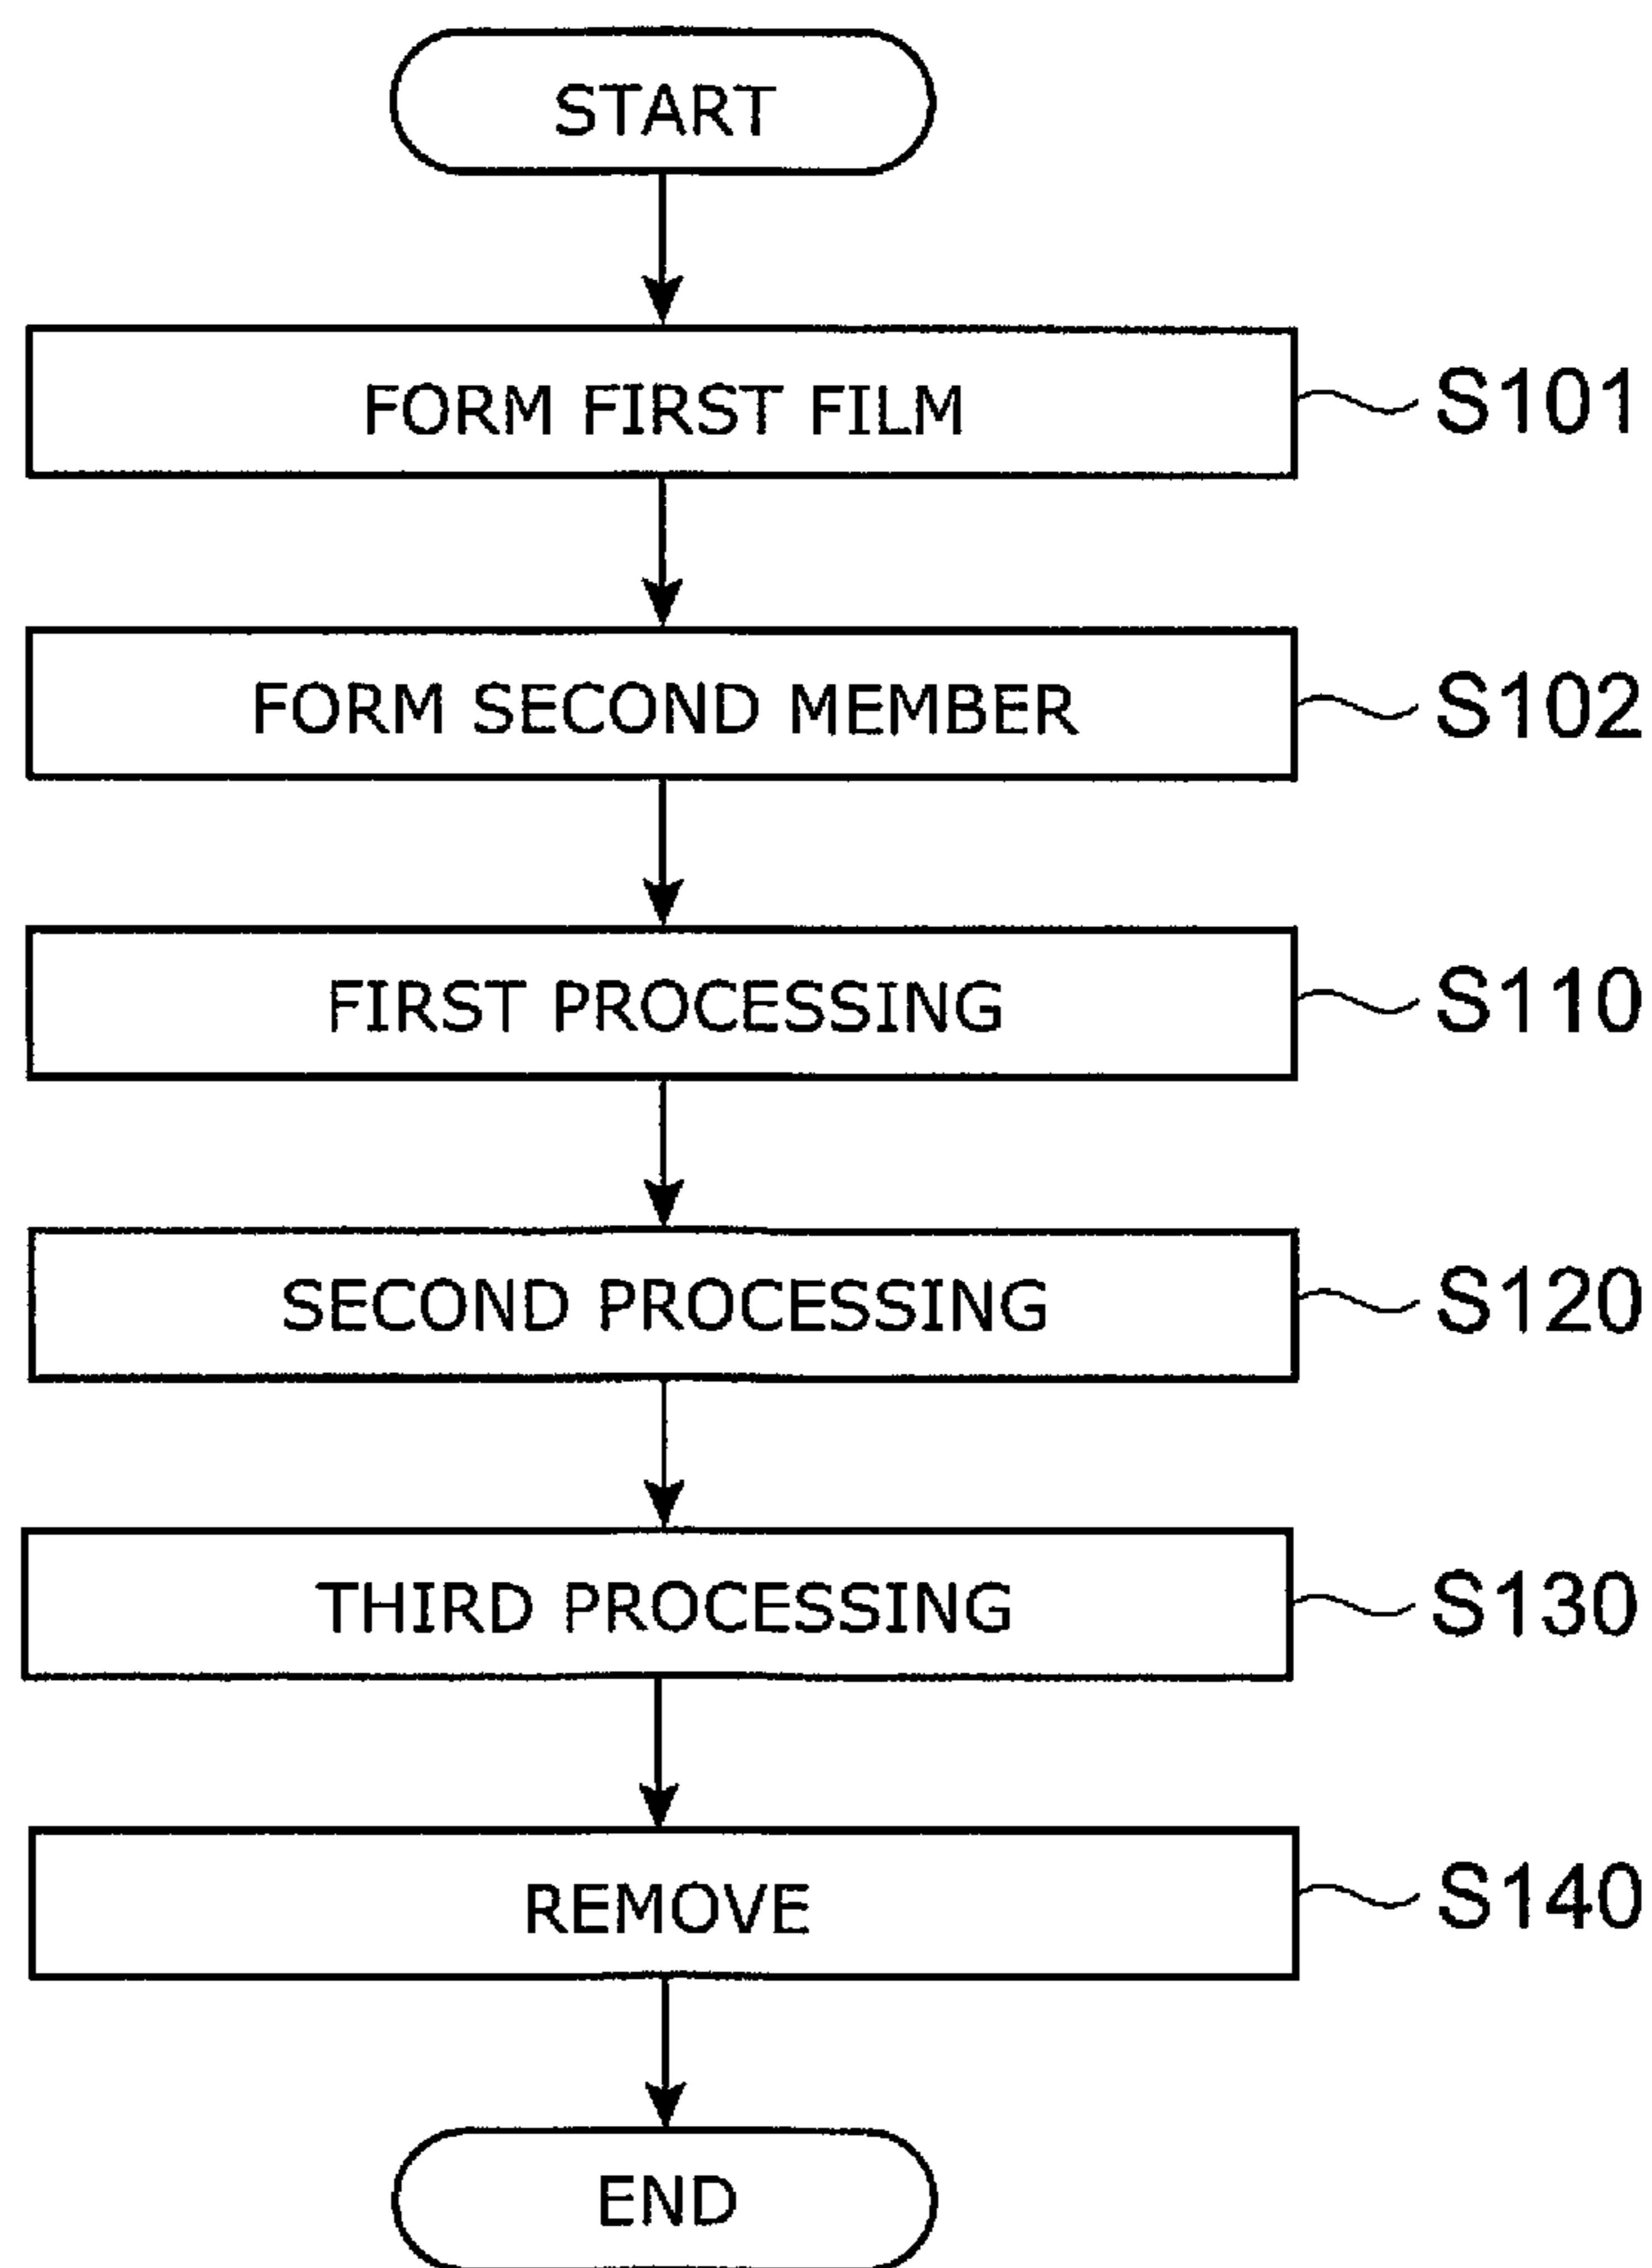 START
FORM FIRST FILM S101
FORM SECOND MEMBER S102
FIRST PROCESSING S110
SECOND PROCESSING S120
THIRD PROCESSING S130
REMOVE S140
END